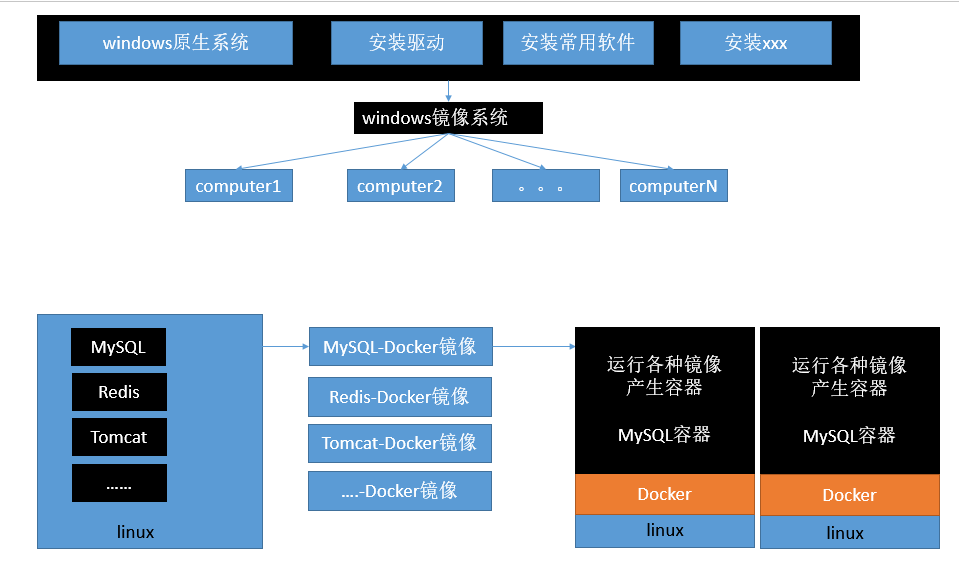 windows原生系统
安装驱动
安装常用软件
安装xxx
windows镜像系统
computer1
computer2
。。。
computerN
MySQL
Redis
Tomcat
......
linux
MySQL-Docker镜像
Redis-Docker镜像
Tomcat-Docker镜像
....-Docker镜像
运行各种镜像
产生容器
MySQL容器
Docker
linux
运行各种镜像
产生容器
MySQL容器
Docker
linux